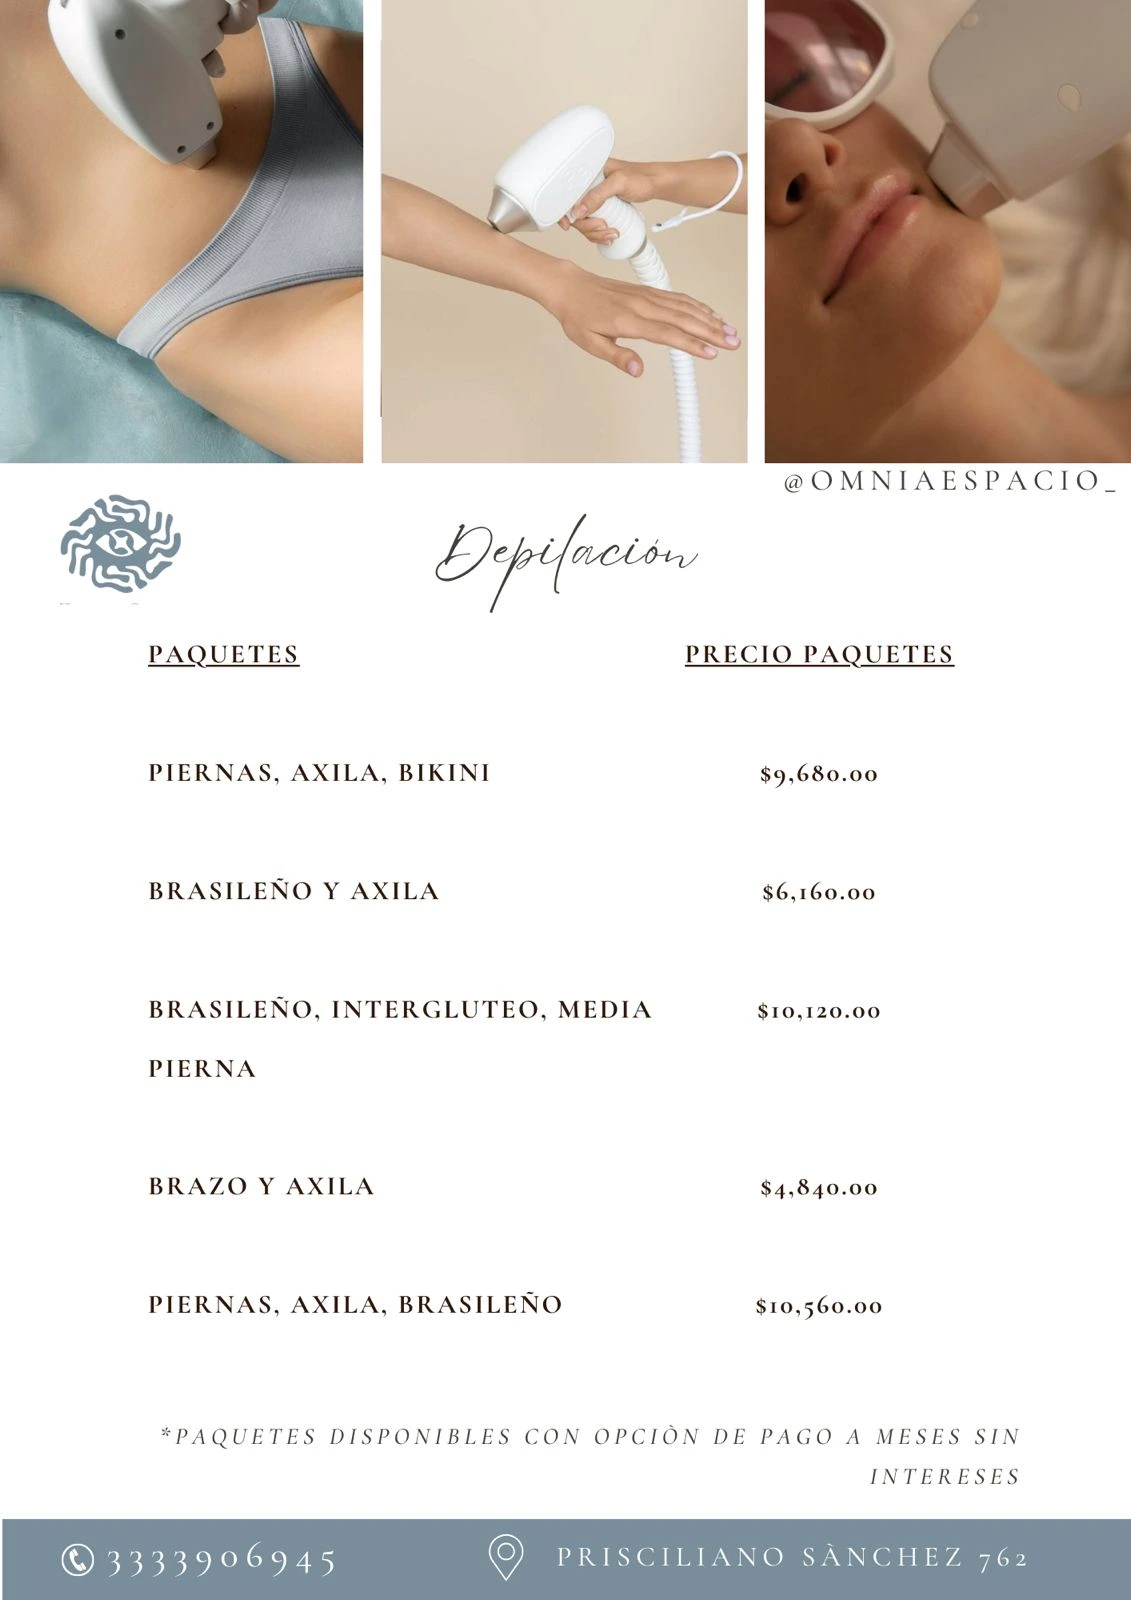 @OMNIAESPACIO_
Depilación
PAQUETES PRECIO PAQUETES
PIERNAS, AXILA, BIKINI $9,680.00
BRASILEÑO Y AXILA $6,160.00
BRASILEÑO, INTERGLUTEO, MEDIA $10,120.00
PIERNA
BRAZO Y AXILA $4,840.00
PIERNAS, AXILA, BRASILEÑO $10,560.00
*PAQUETES DISPONIBLES CON OPCIÒN DE PAGO A MESES SIN
INTERESES
3333906945 PRISCILIANO SÀNCHEZ 762